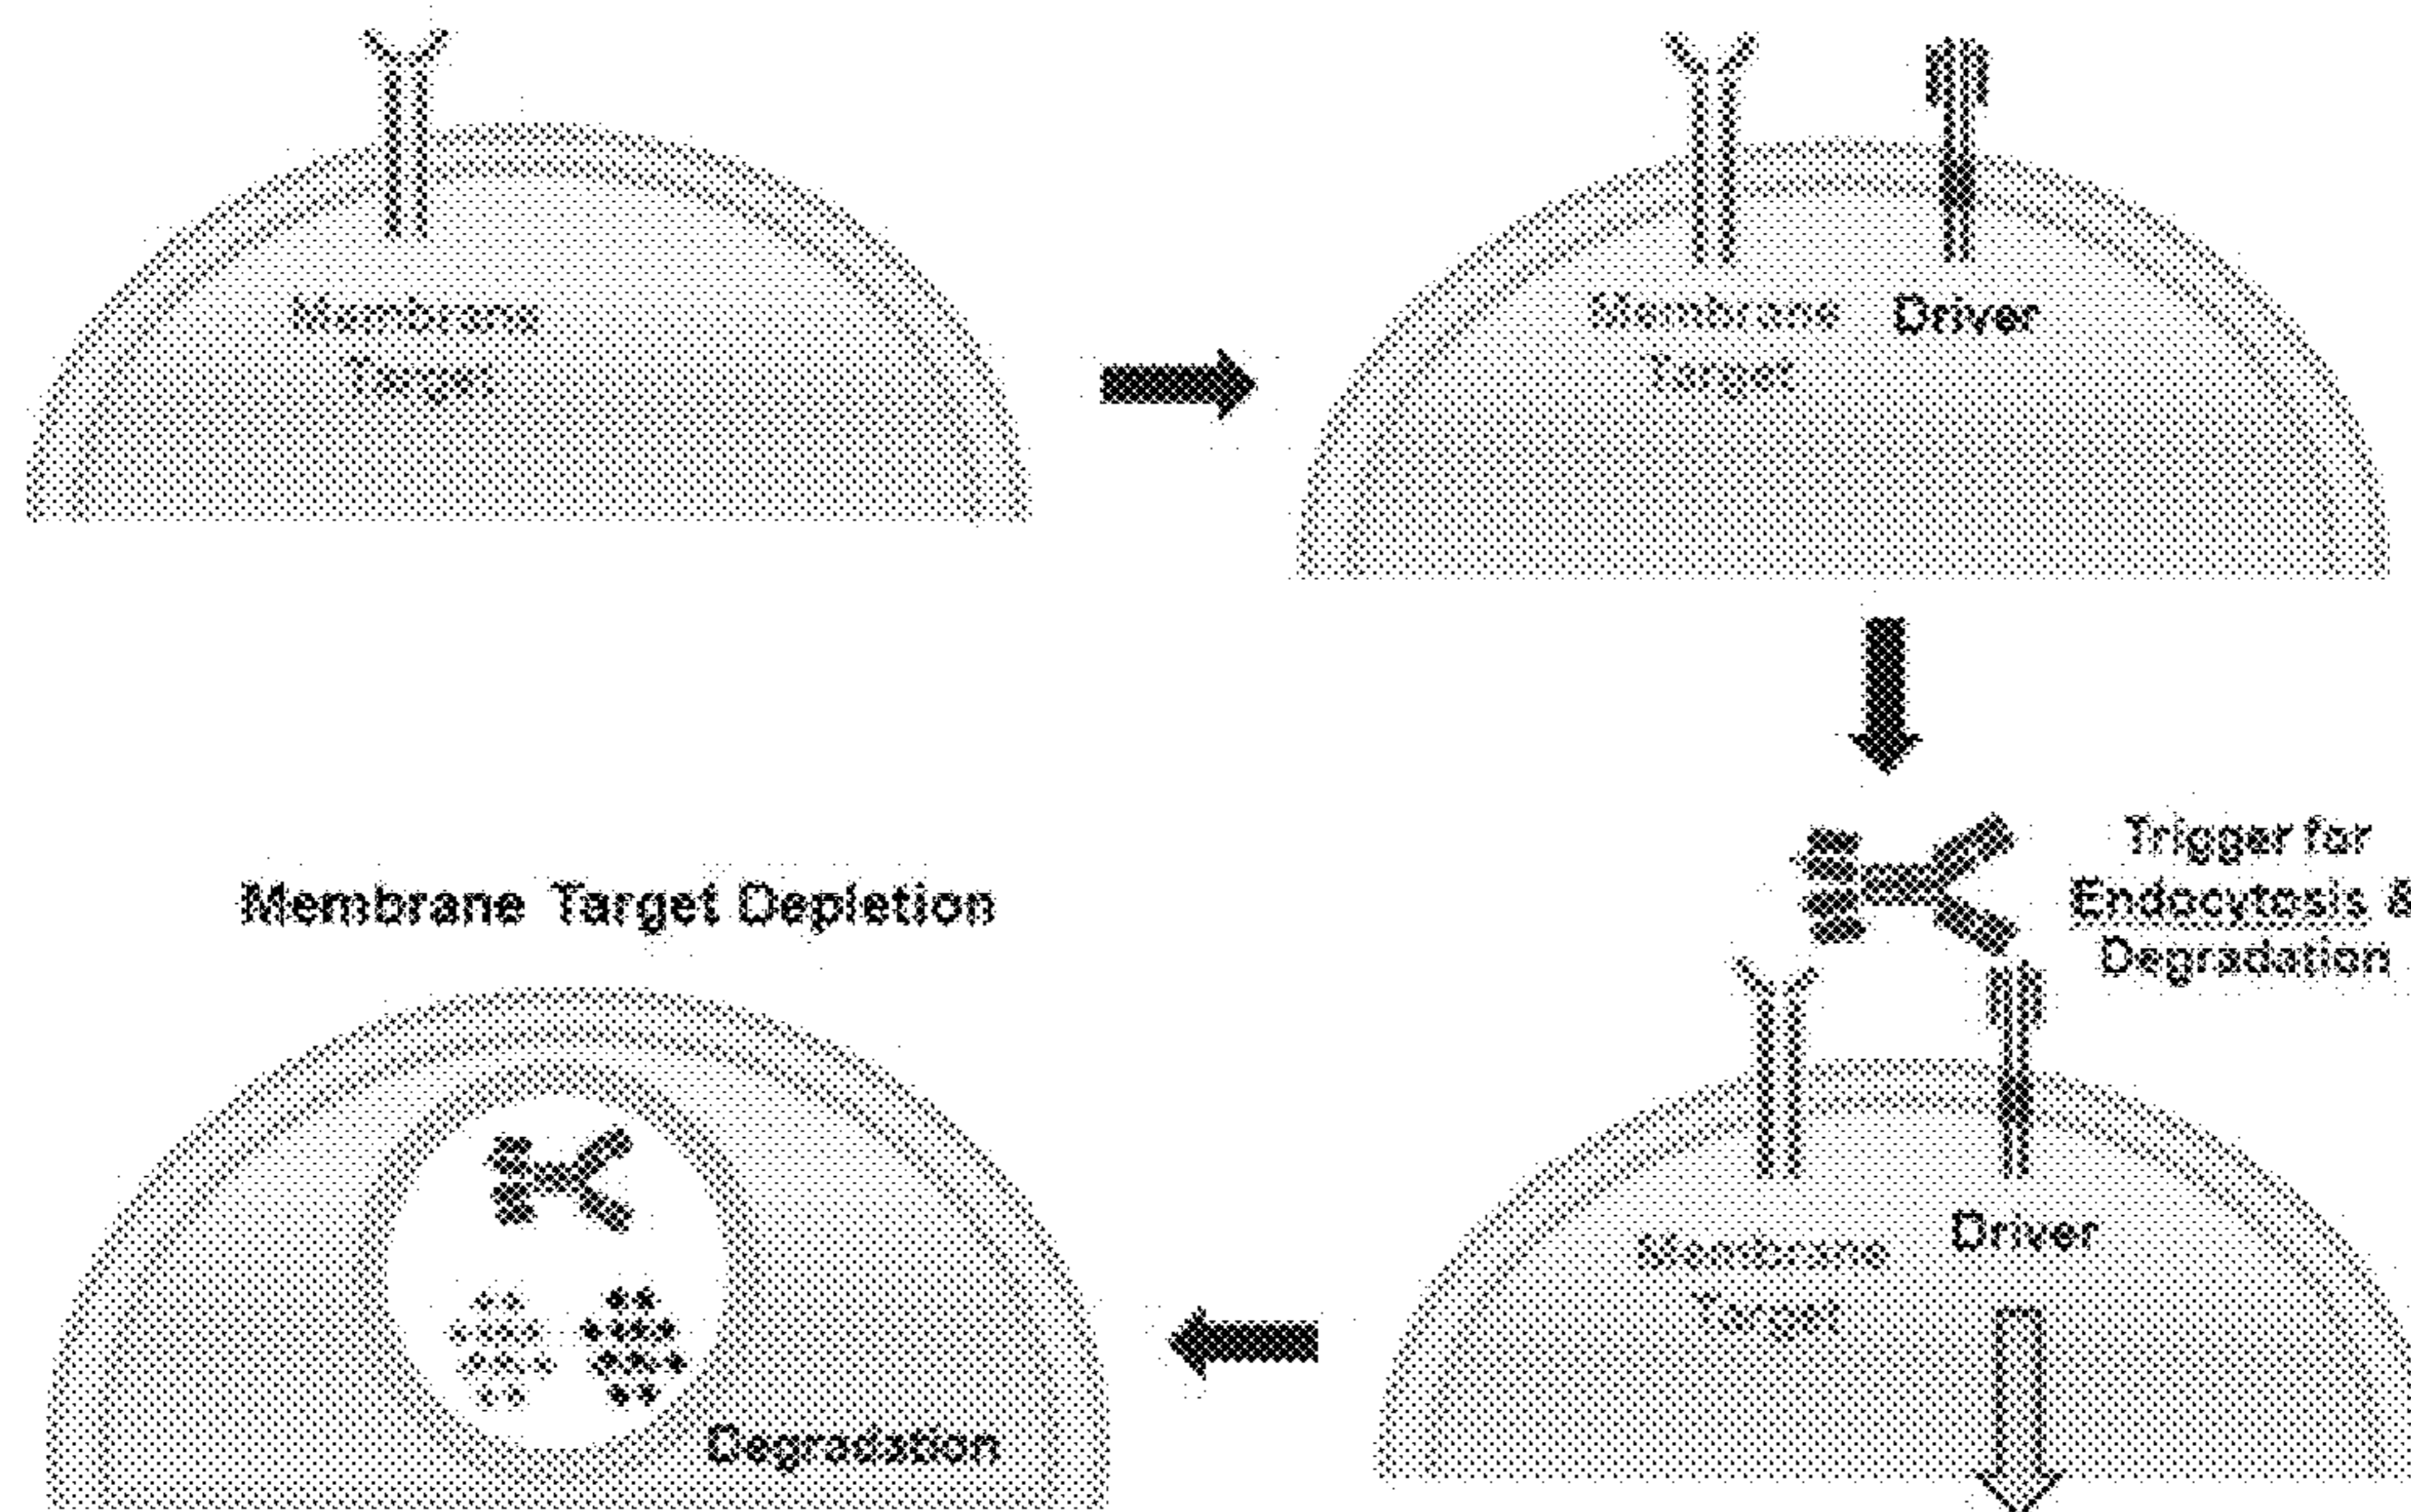 Membrane
Target
Membrane
Target
Driver
Trigger for
Endocytosis &
Degradation
Membrane Target Depletion
Membrane
Target
Driver
Degradation